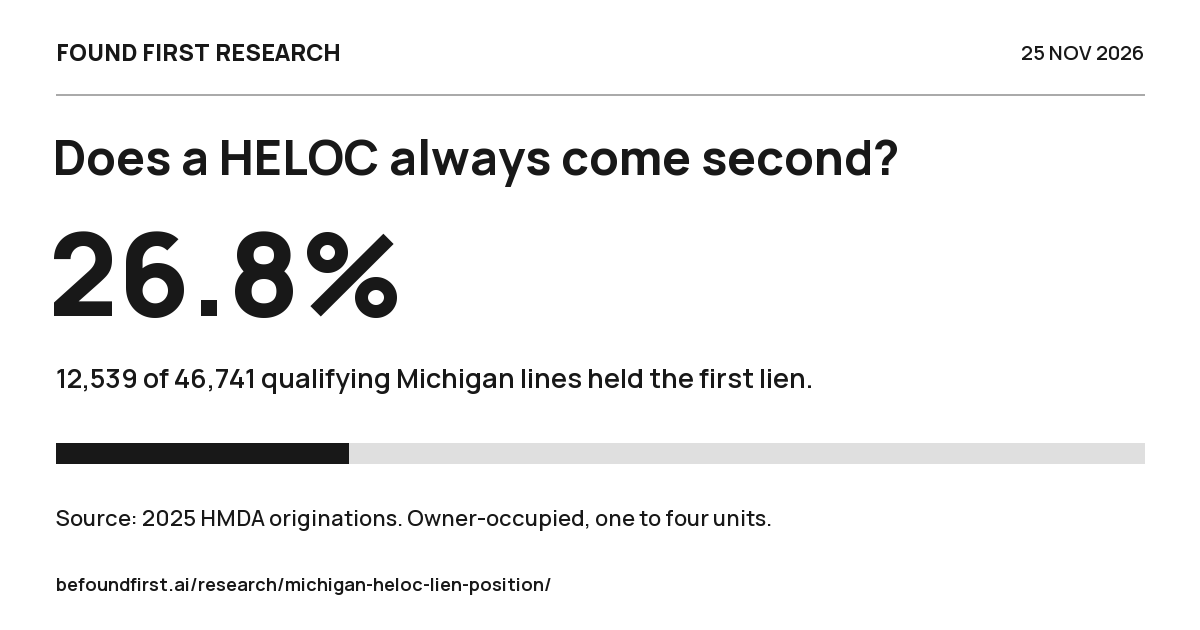 FOUND FIRST RESEARCH
25 NOV 2026
Does a HELOC always come second?
26.8%
12,539 of 46,741 qualifying Michigan lines held the first lien.
Source: 2025 HMDA originations. Owner-occupied, one to four units.
befoundfirst.ai/research/michigan-heloc-lien-position/